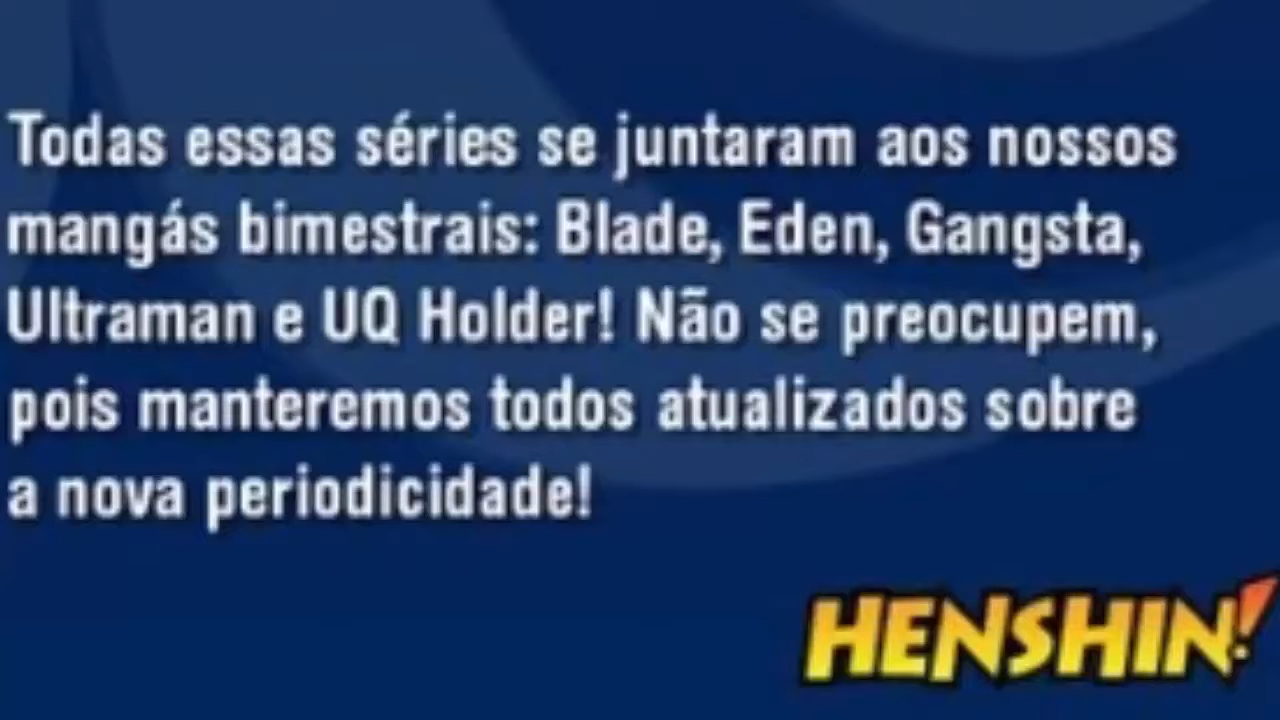 Todas essas séries se juntaram aos nossos
mangás bimestrais: Blade, Eden, Gangsta,
Ultraman e UQ Holder! Não se preocupem,
pois manteremos todos atualizados sobre
a nova periodicidade!
HENSHIN!